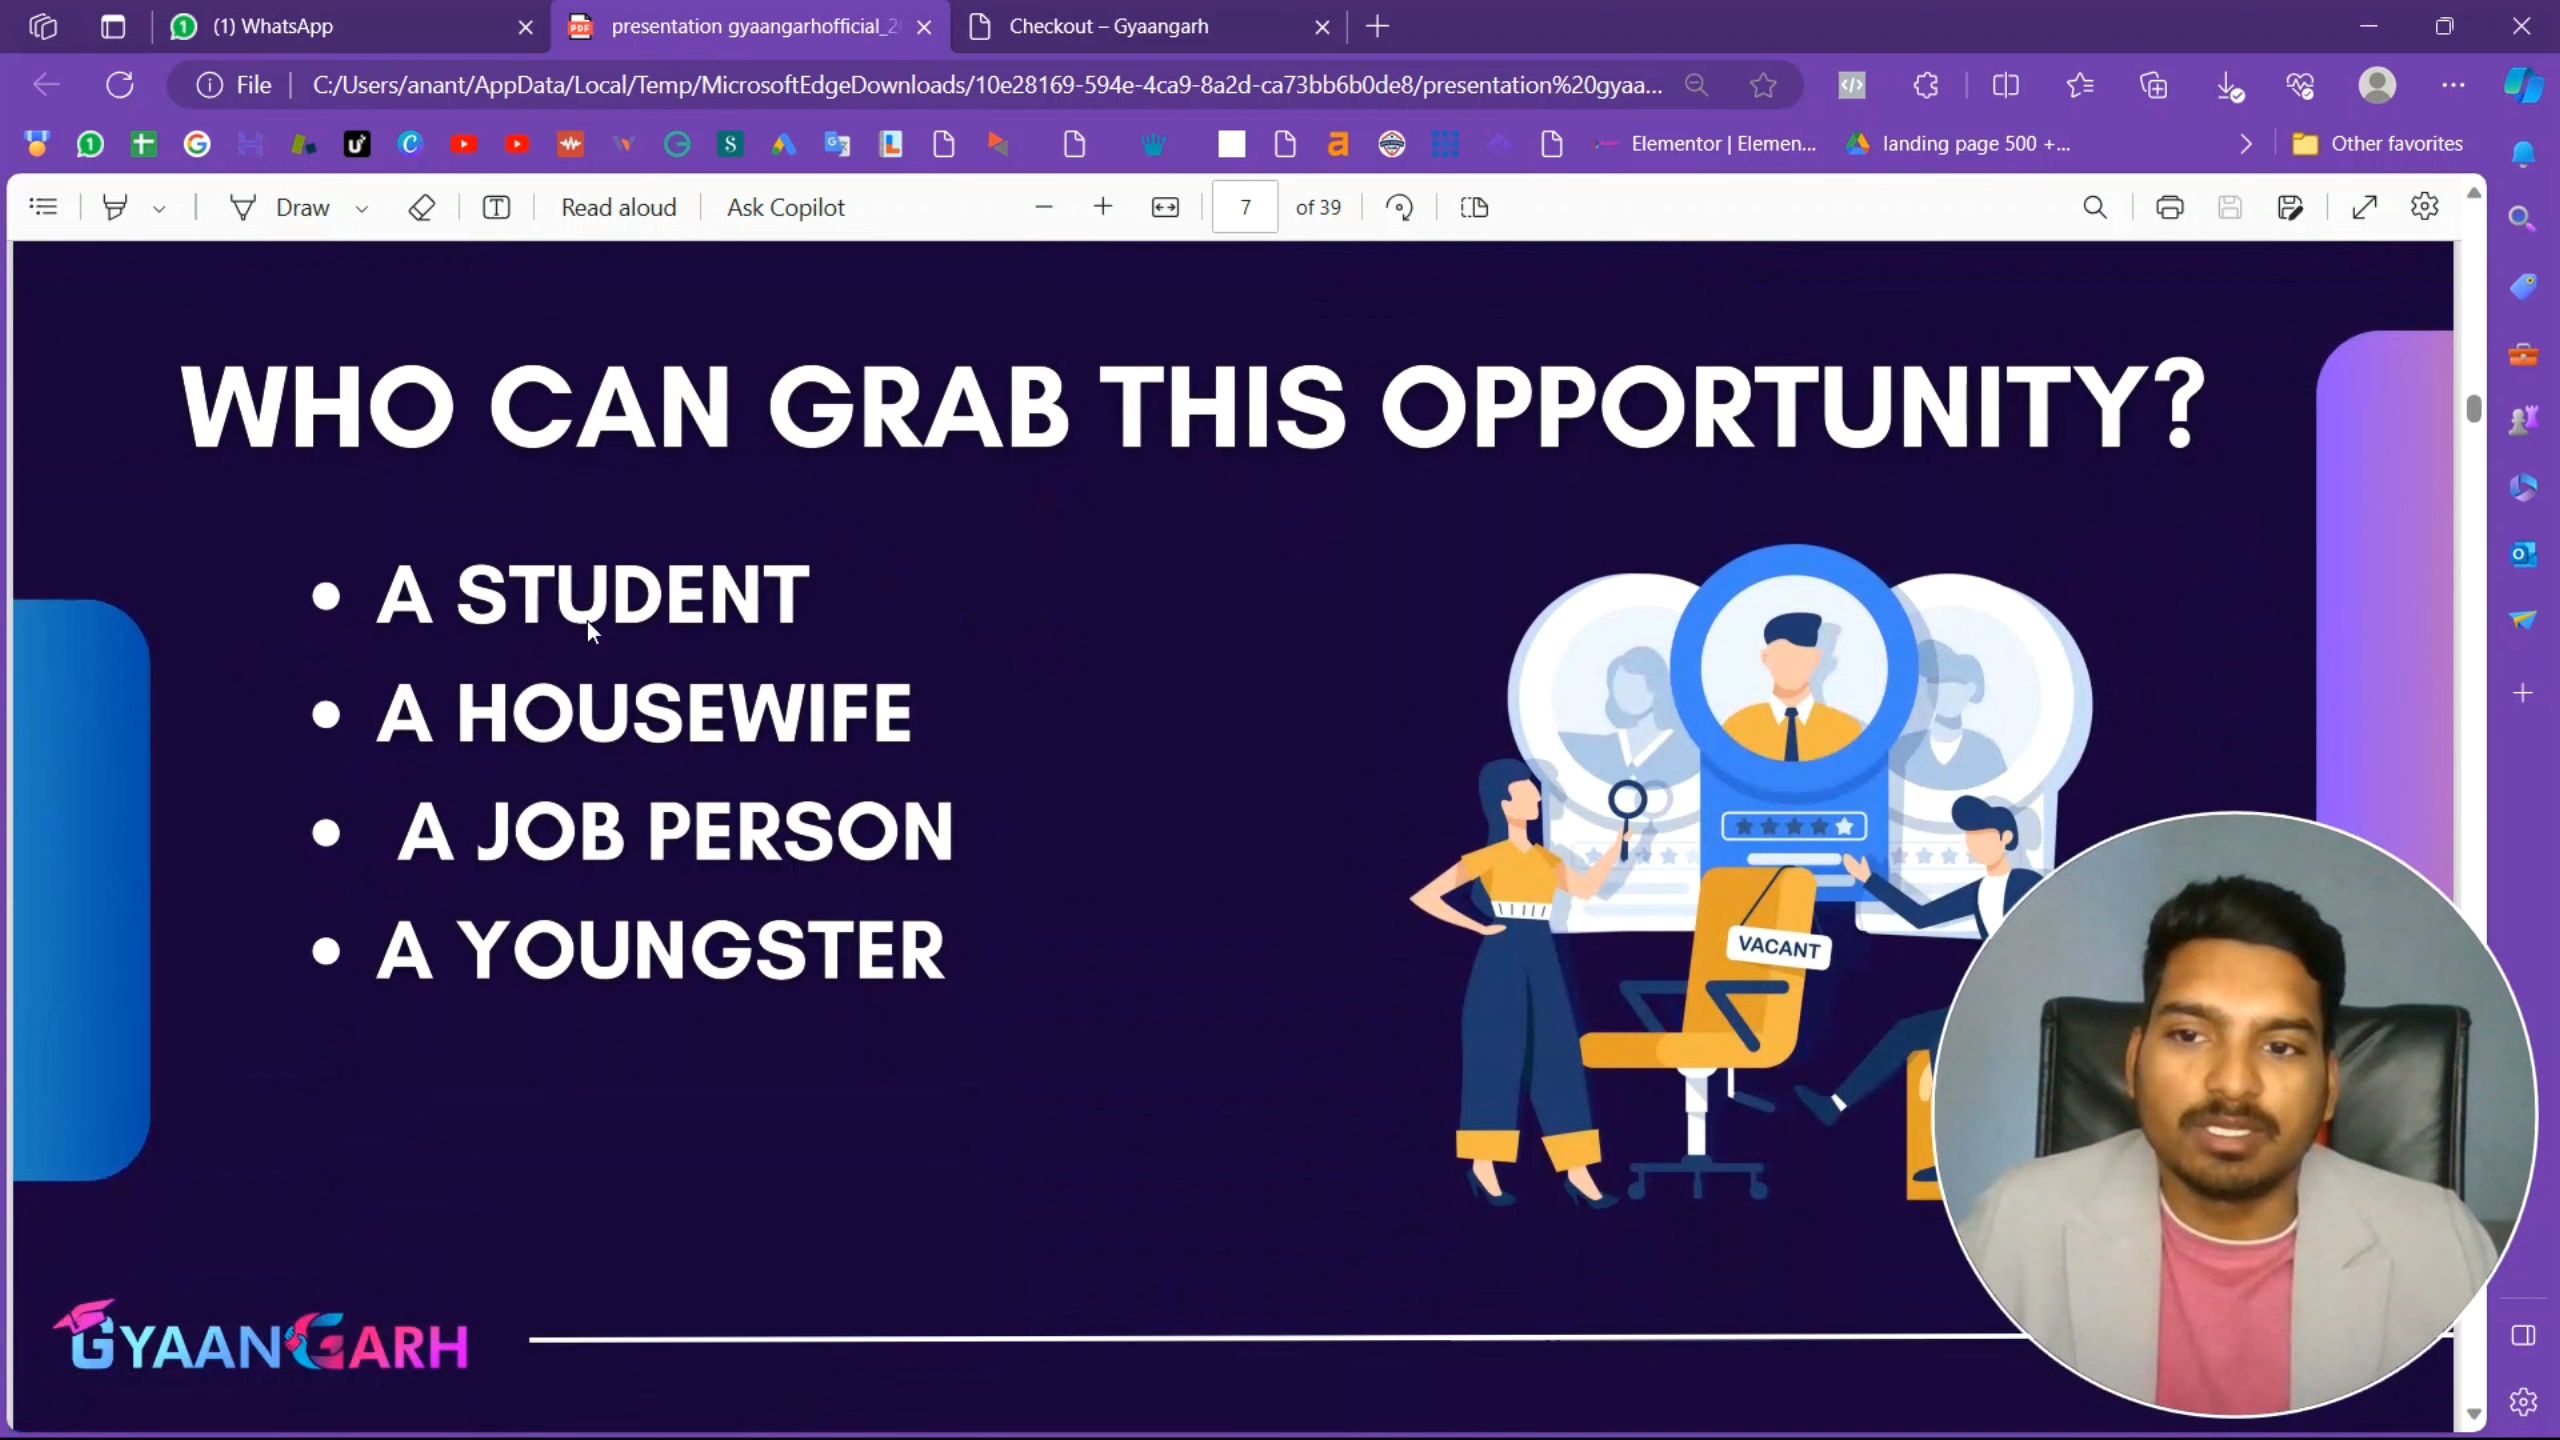 (1) WhatsApp
presentation gyaangarhofficial_2
Checkout – Gyaangarh
File
C:/Users/anant/AppData/Local/Temp/MicrosoftEdgeDownloads/10e28169-594e-4ca9-8a2d-ca73bb6b0de8/presentation%20gyaa...
Elementor | Elemen...
landing page 500 +...
Other favorites
Draw
Read aloud
Ask Copilot
7
of 39
WHO CAN GRAB THIS OPPORTUNITY?
• A STUDENT
• A HOUSEWIFE
• A JOB PERSON
• A YOUNGSTER
VACANT
GYAANGARH